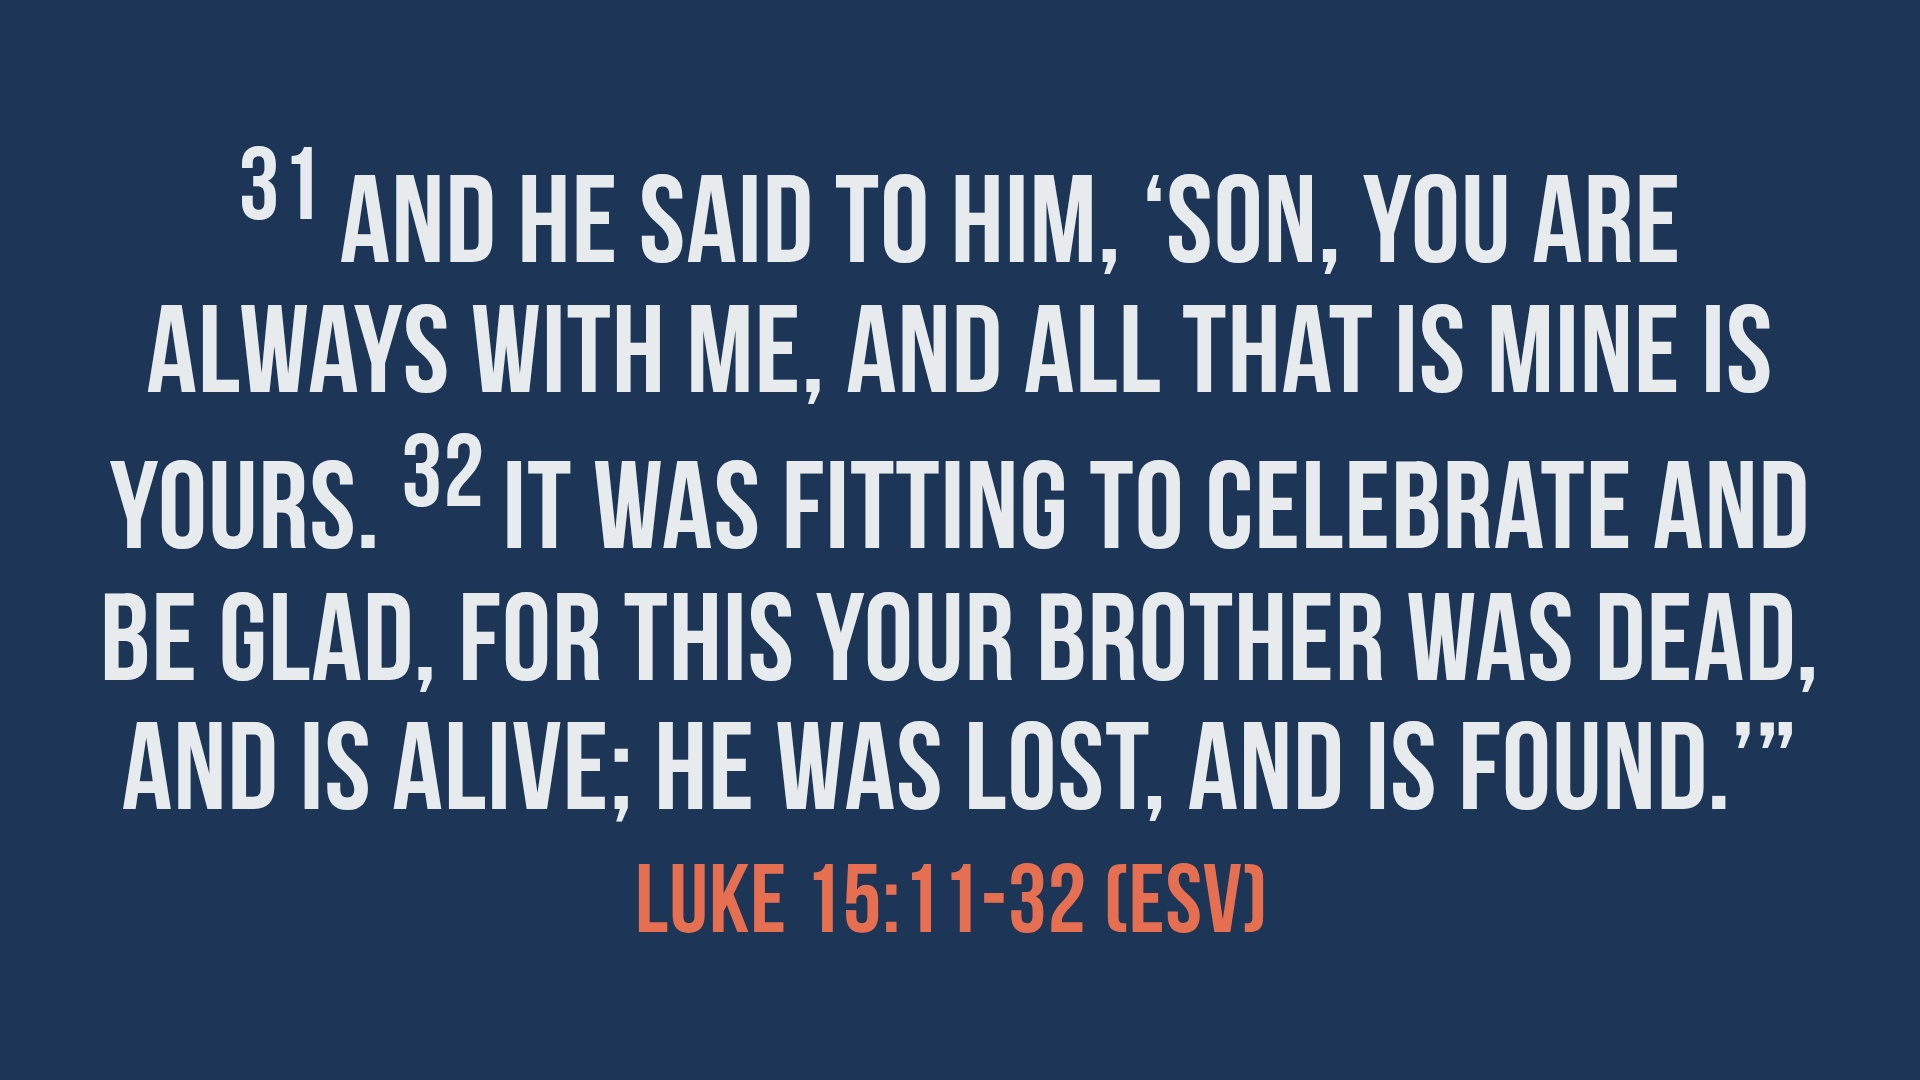 31 AND HE SAID TO HIM, ‘SON, YOU ARE
ALWAYS WITH ME, AND ALL THAT IS MINE IS
YOURS. 32 IT WAS FITTING TO CELEBRATE AND
BE GLAD, FOR THIS YOUR BROTHER WAS DEAD,
AND IS ALIVE; HE WAS LOST, AND IS FOUND.’”
LUKE 15:11-32 (ESV)